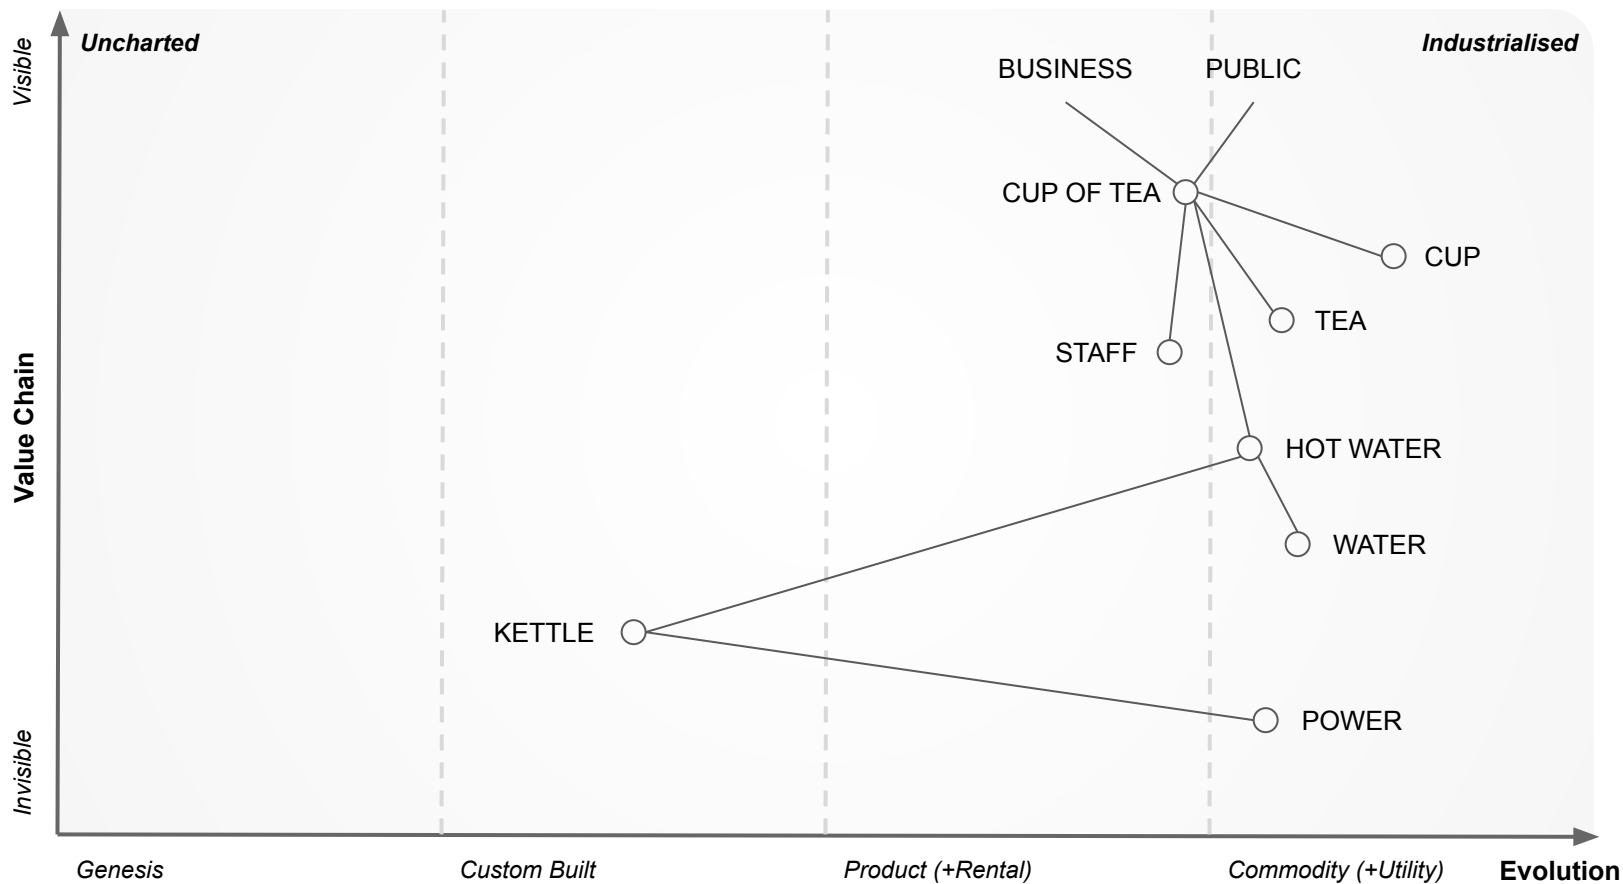 Visible
Uncharted
Industrialised
BUSINESS
PUBLIC
CUP OF TEA
CUP
TEA
STAFF
Value Chain
HOT WATER
WATER
KETTLE
POWER
Invisible
Genesis
Custom Built
Product (+Rental)
Commodity (+Utility)
Evolution